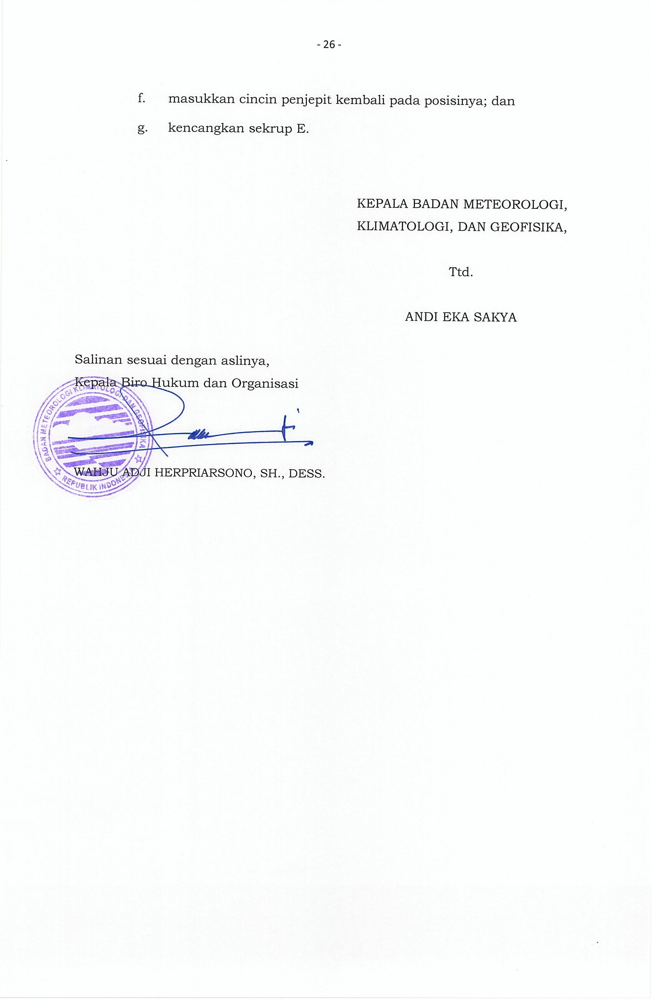 - 26 -
f. masukkan cincin penjepit kembali pada posisinya; dan
g. kencangkan sekrup E.
KEPALA BADAN METEOROLOGI,
KLIMATOLOGI, DAN GEOFISIKA,
Ttd.
ANDI EKA SAKYA
Salinan sesuai dengan aslinya,
Kepala Biro Hukum dan Organisasi
BADAN METEOROLOGI KLIMATOLOGI DAN GEOFISIKA
REPUBLIK INDONESIA
WAHJU ADJI HERPRIARSONO, SH., DESS.